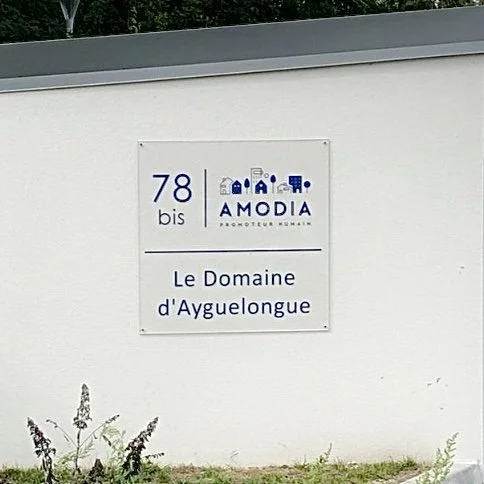 78
bis
AMODIA
PROMOTEUR HUMAIN
Le Domaine
d'Ayguelongue